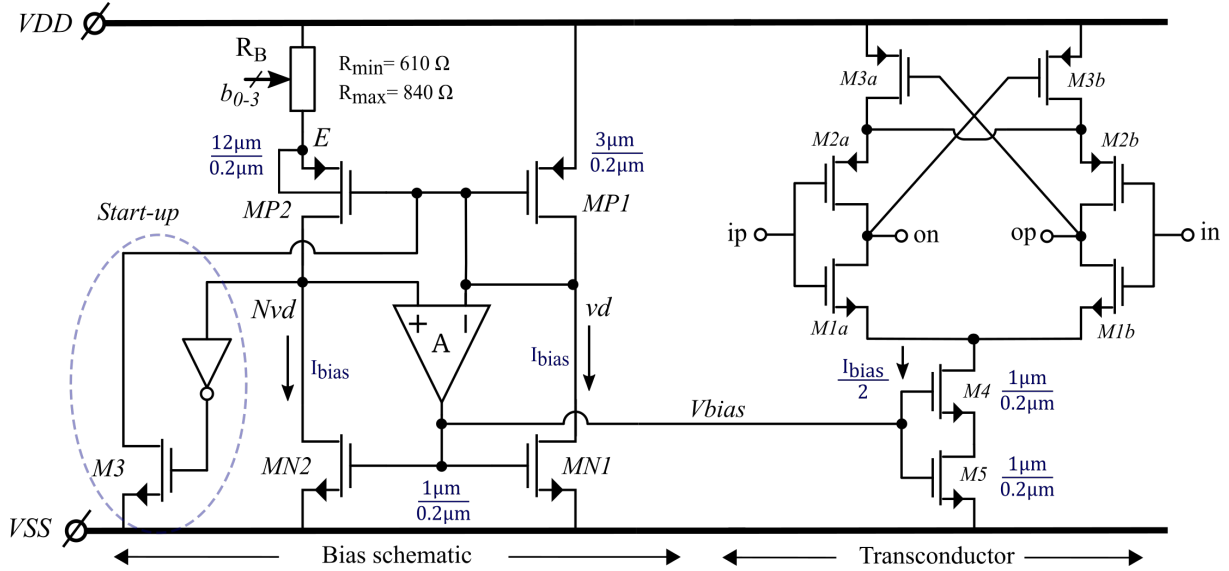 VDD
R_B
b_0-3
R_min= 610 Ω
R_max= 840 Ω
E
12μm
0.2μm
3μm
0.2μm
MP2
MP1
Start-up
Nvd
vd
+
A
I_bias
I_bias
M3
MN2
MN1
1μm
0.2μm
Vbias
VSS
Bias schematic
M3a
M3b
M2a
M2b
ip
on
op
in
M1a
M1b
I_bias
2
M4
1μm
0.2μm
M5
1μm
0.2μm
Transconductor